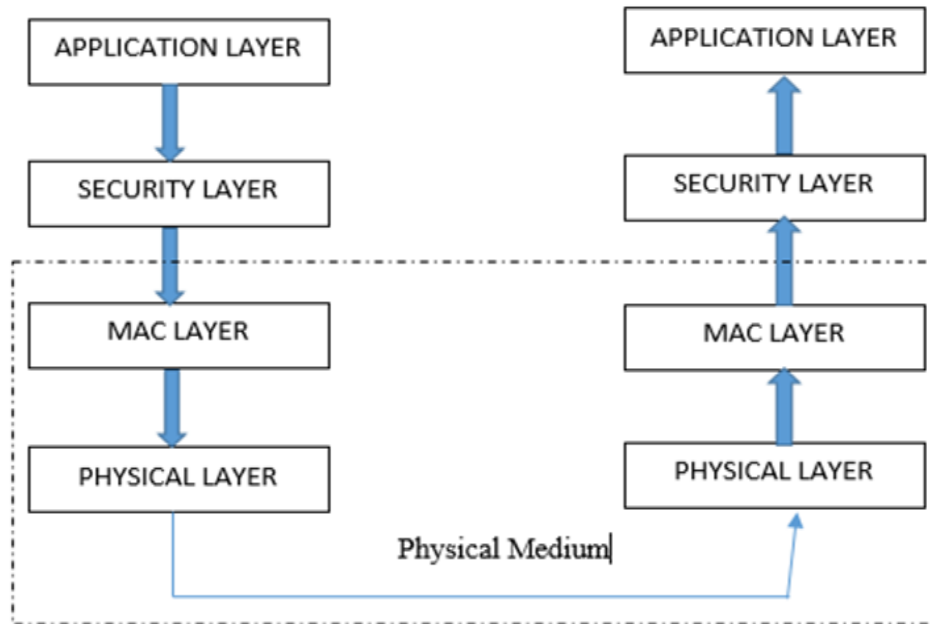 APPLICATION LAYER
SECURITY LAYER
MAC LAYER
PHYSICAL LAYER
APPLICATION LAYER
SECURITY LAYER
MAC LAYER
PHYSICAL LAYER
Physical Medium